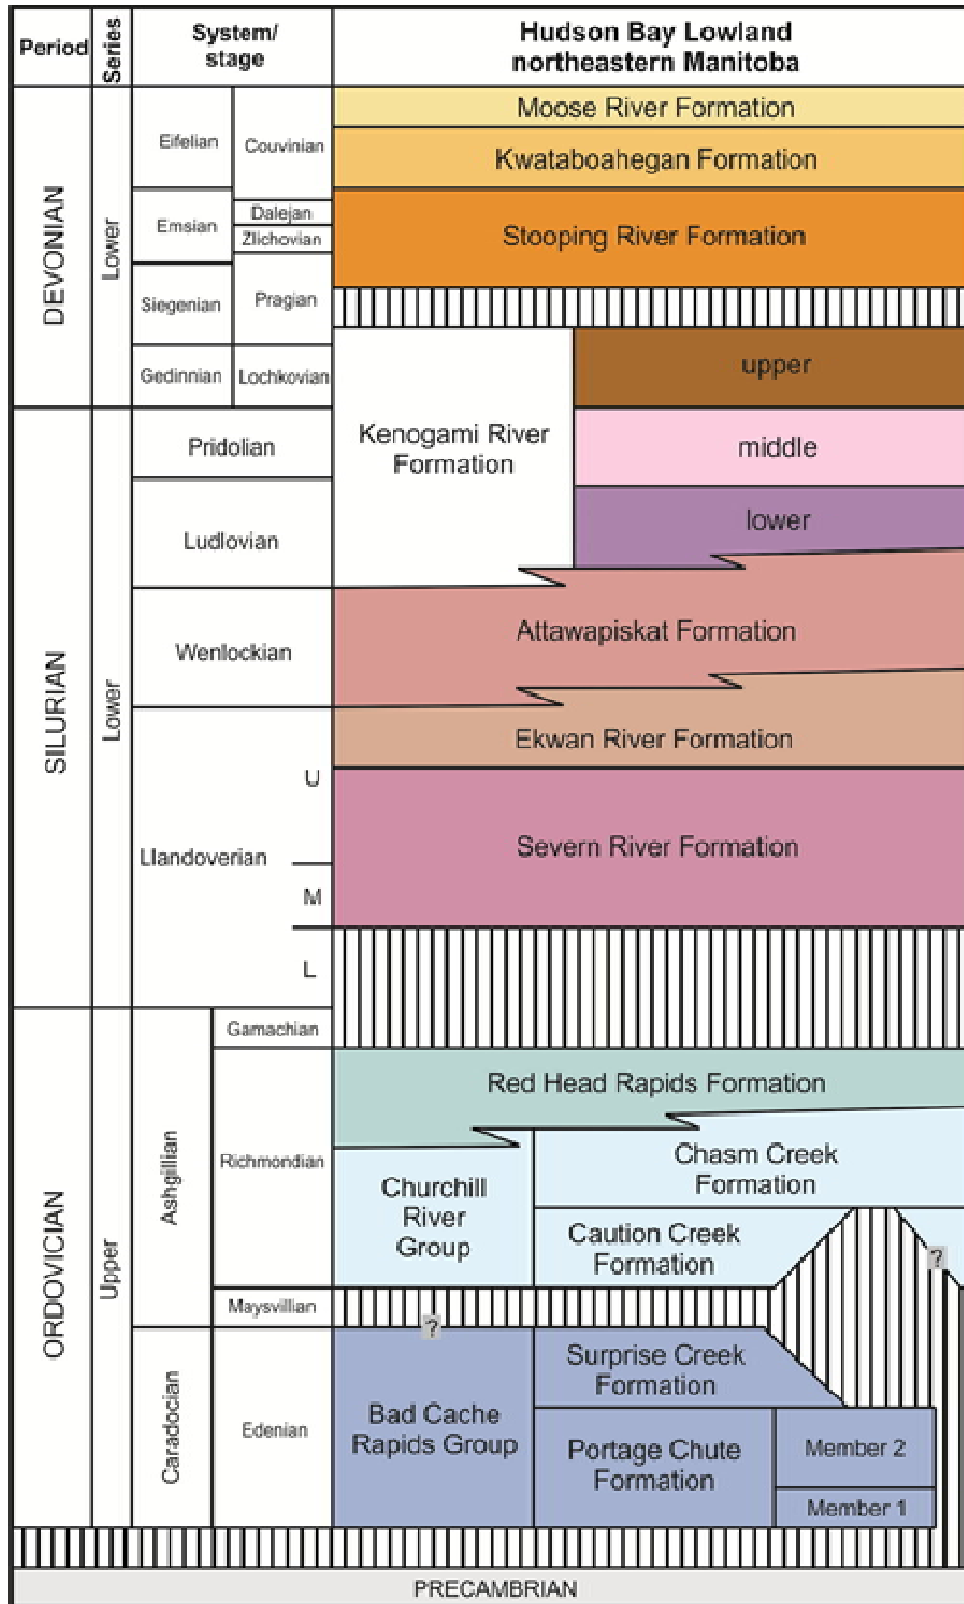 Period
Series
System/
stage
Hudson Bay Lowland
northeastern Manitoba
DEVONIAN
Lower
Eifelian
Couvinian
Emsian
Dalejan
Zlichovian
Siegenian
Pragian
Gedinnian
Lochkovian
Moose River Formation
Kwataboahegan Formation
Stooping River Formation
Kenogami River
Formation
upper
middle
lower
SILURIAN
Lower
Pridolian
Ludlovian
Wenlockian
Llandoverian
U
M
L
Attawapiskat Formation
Ekwan River Formation
Severn River Formation
ORDOVICIAN
Upper
Ashgillian
Gamachian
Richmondian
Maysvillian
Caradocian
Edenian
Red Head Rapids Formation
Churchill
River
Group
Chasm Creek
Formation
Caution Creek
Formation
?
?
Bad Cache
Rapids Group
Surprise Creek
Formation
Portage Chute
Formation
Member 2
Member 1
PRECAMBRIAN